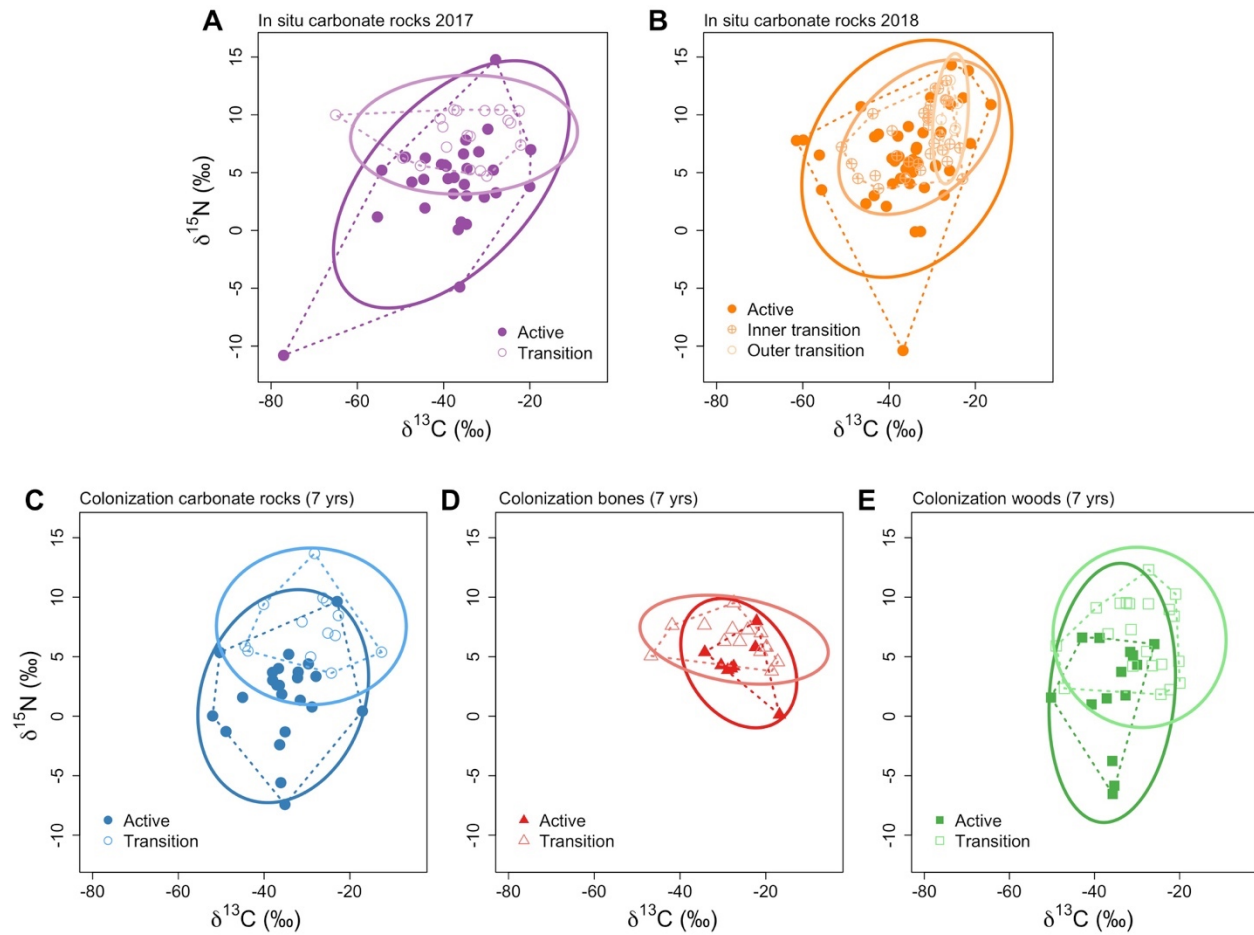 A In situ carbonate rocks 2017
15
10
5
0
-5
-10
δ¹⁵N (‰)
Active
Transition
-80 -60 -40 -20
δ¹³C (‰)
B In situ carbonate rocks 2018
15
10
5
0
-5
-10
Active
Inner transition
Outer transition
-80 -60 -40 -20
δ¹³C (‰)
C Colonization carbonate rocks (7 yrs)
15
10
5
0
-5
-10
δ¹⁵N (‰)
Active
Transition
-80 -60 -40 -20
δ¹³C (‰)
D Colonization bones (7 yrs)
15
10
5
0
-5
-10
Active
Transition
-80 -60 -40 -20
δ¹³C (‰)
E Colonization woods (7 yrs)
15
10
5
0
-5
-10
Active
Transition
-80 -60 -40 -20
δ¹³C (‰)